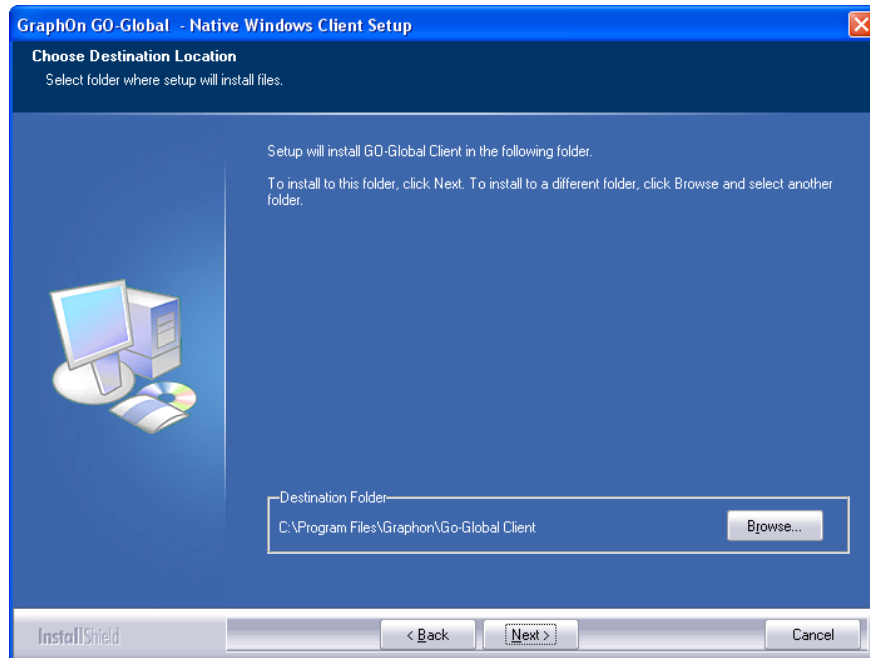 GraphOn GO-Global - Native Windows Client Setup
Choose Destination Location
Select folder where setup will install files.
Setup will install GO-Global Client in the following folder.
To install to this folder, click Next. To install to a different folder, click Browse and select another
folder.
Destination Folder
C:\Program Files\Graphon\Go-Global Client
Browse...
InstallShield
< Back
Next >
Cancel